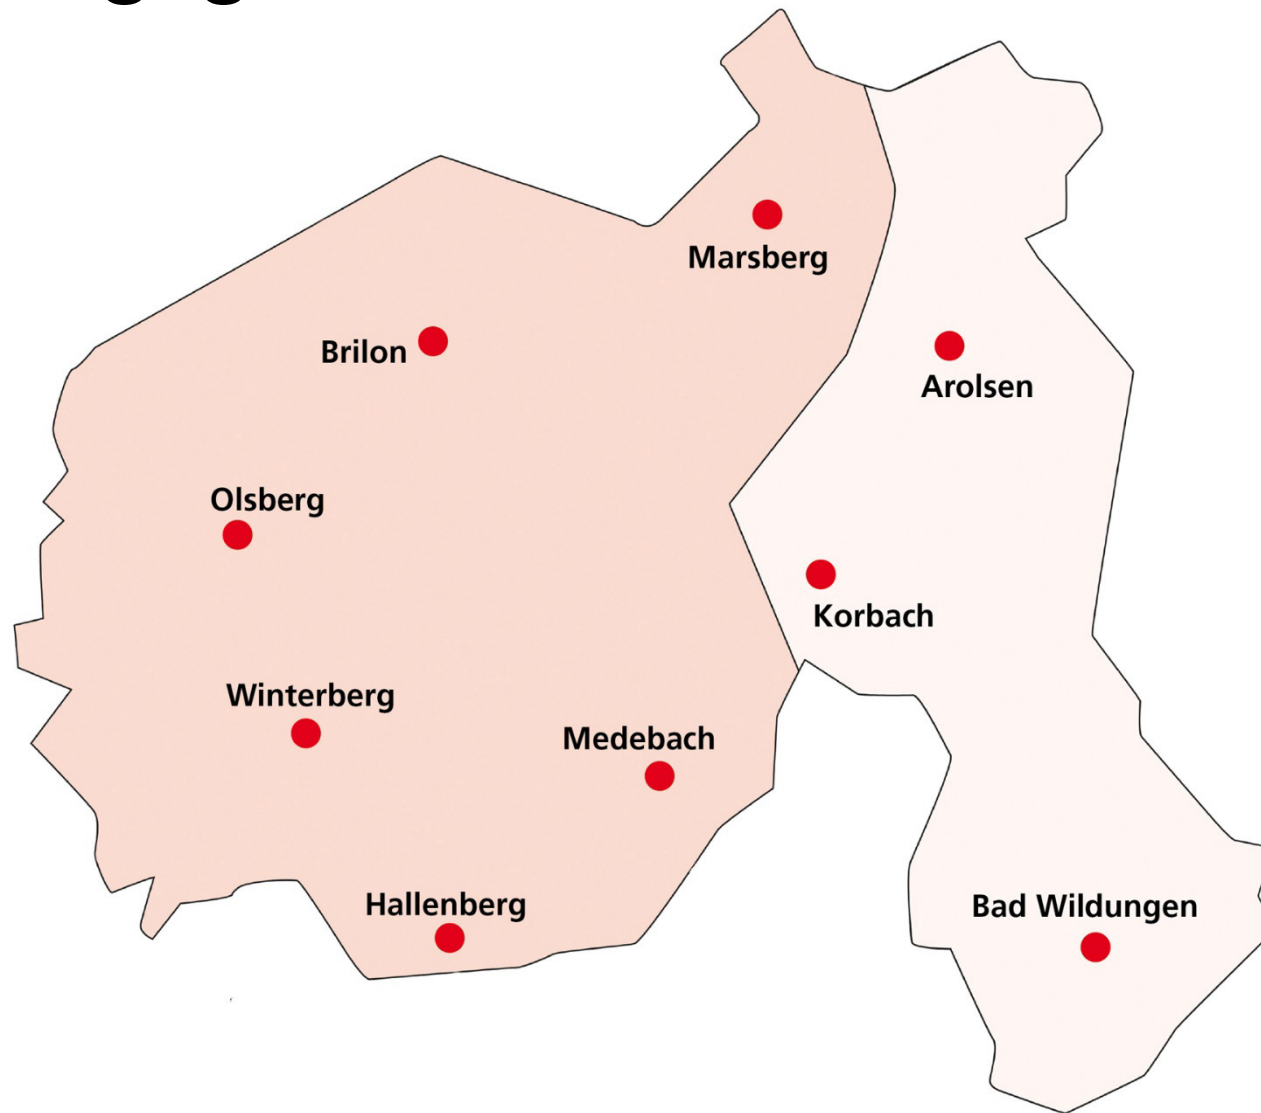 Marsberg
Brilon
Arolsen
Olsberg
Korbach
Winterberg
Medebach
Hallenberg
Bad Wildungen